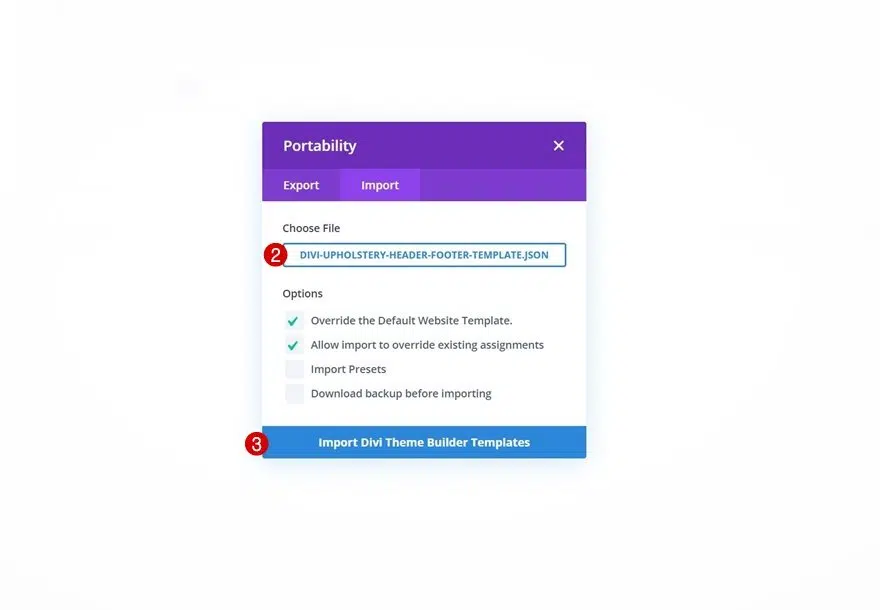 Portability
Export Import
Choose File
2 DIVI-UPHOLSTERY-HEADER-FOOTER-TEMPLATE.JSON
Options
Override the Default Website Template.
Allow import to override existing assignments
Import Presets
Download backup before importing
3 Import Divi Theme Builder Templates